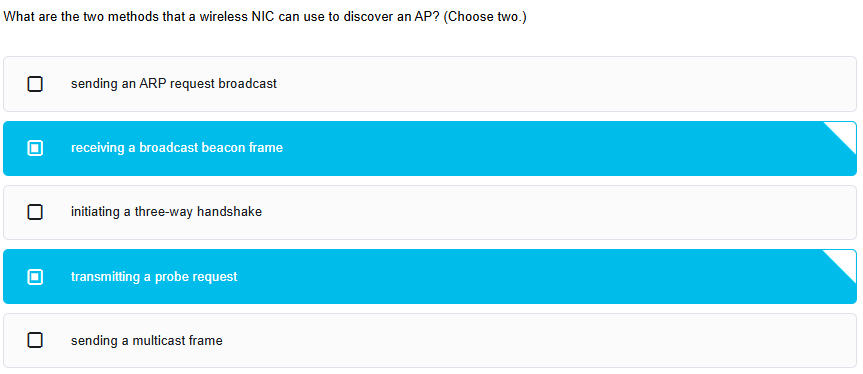 What are the two methods that a wireless NIC can use to discover an AP? (Choose two.)
sending an ARP request broadcast
receiving a broadcast beacon frame
initiating a three-way handshake
transmitting a probe request
sending a multicast frame